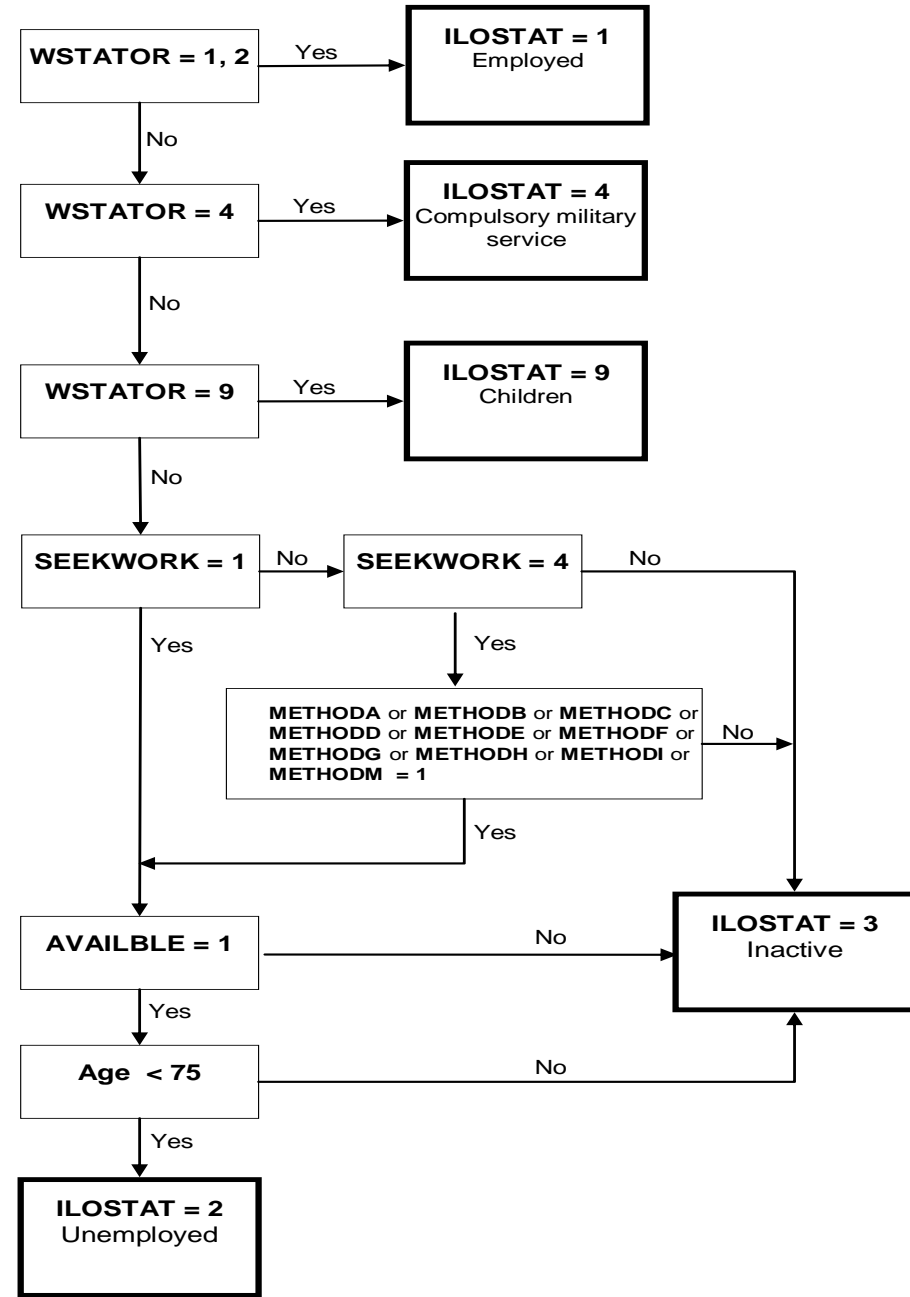 WSTATOR = 1, 2
Yes
ILOSTAT = 1
Employed
No
WSTATOR = 4
Yes
ILOSTAT = 4
Compulsory military
service
No
WSTATOR = 9
Yes
ILOSTAT = 9
Children
No
SEEKWORK = 1
No
SEEKWORK = 4
No
Yes
Yes
METHODA or METHODB or METHODC or
METHODD or METHODE or METHODF or
METHODG or METHODH or METHODI or
METHODM = 1
No
Yes
AVAILBLE = 1
No
ILOSTAT = 3
Inactive
Yes
Age < 75
No
Yes
ILOSTAT = 2
Unemployed